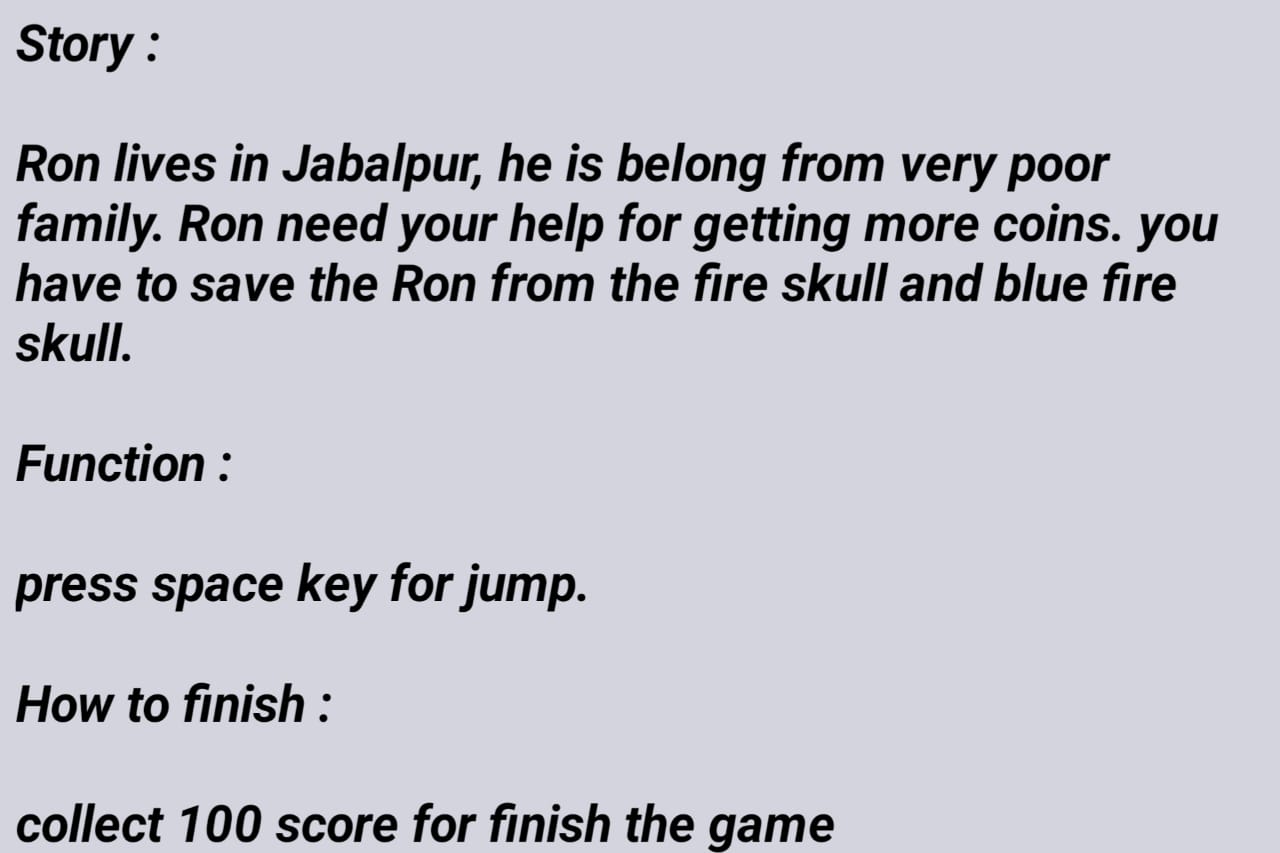 Story :
Ron lives in Jabalpur, he is belong from very poor
family. Ron need your help for getting more coins. you
have to save the Ron from the fire skull and blue fire
skull.
Function :
press space key for jump.
How to finish :
collect 100 score for finish the game